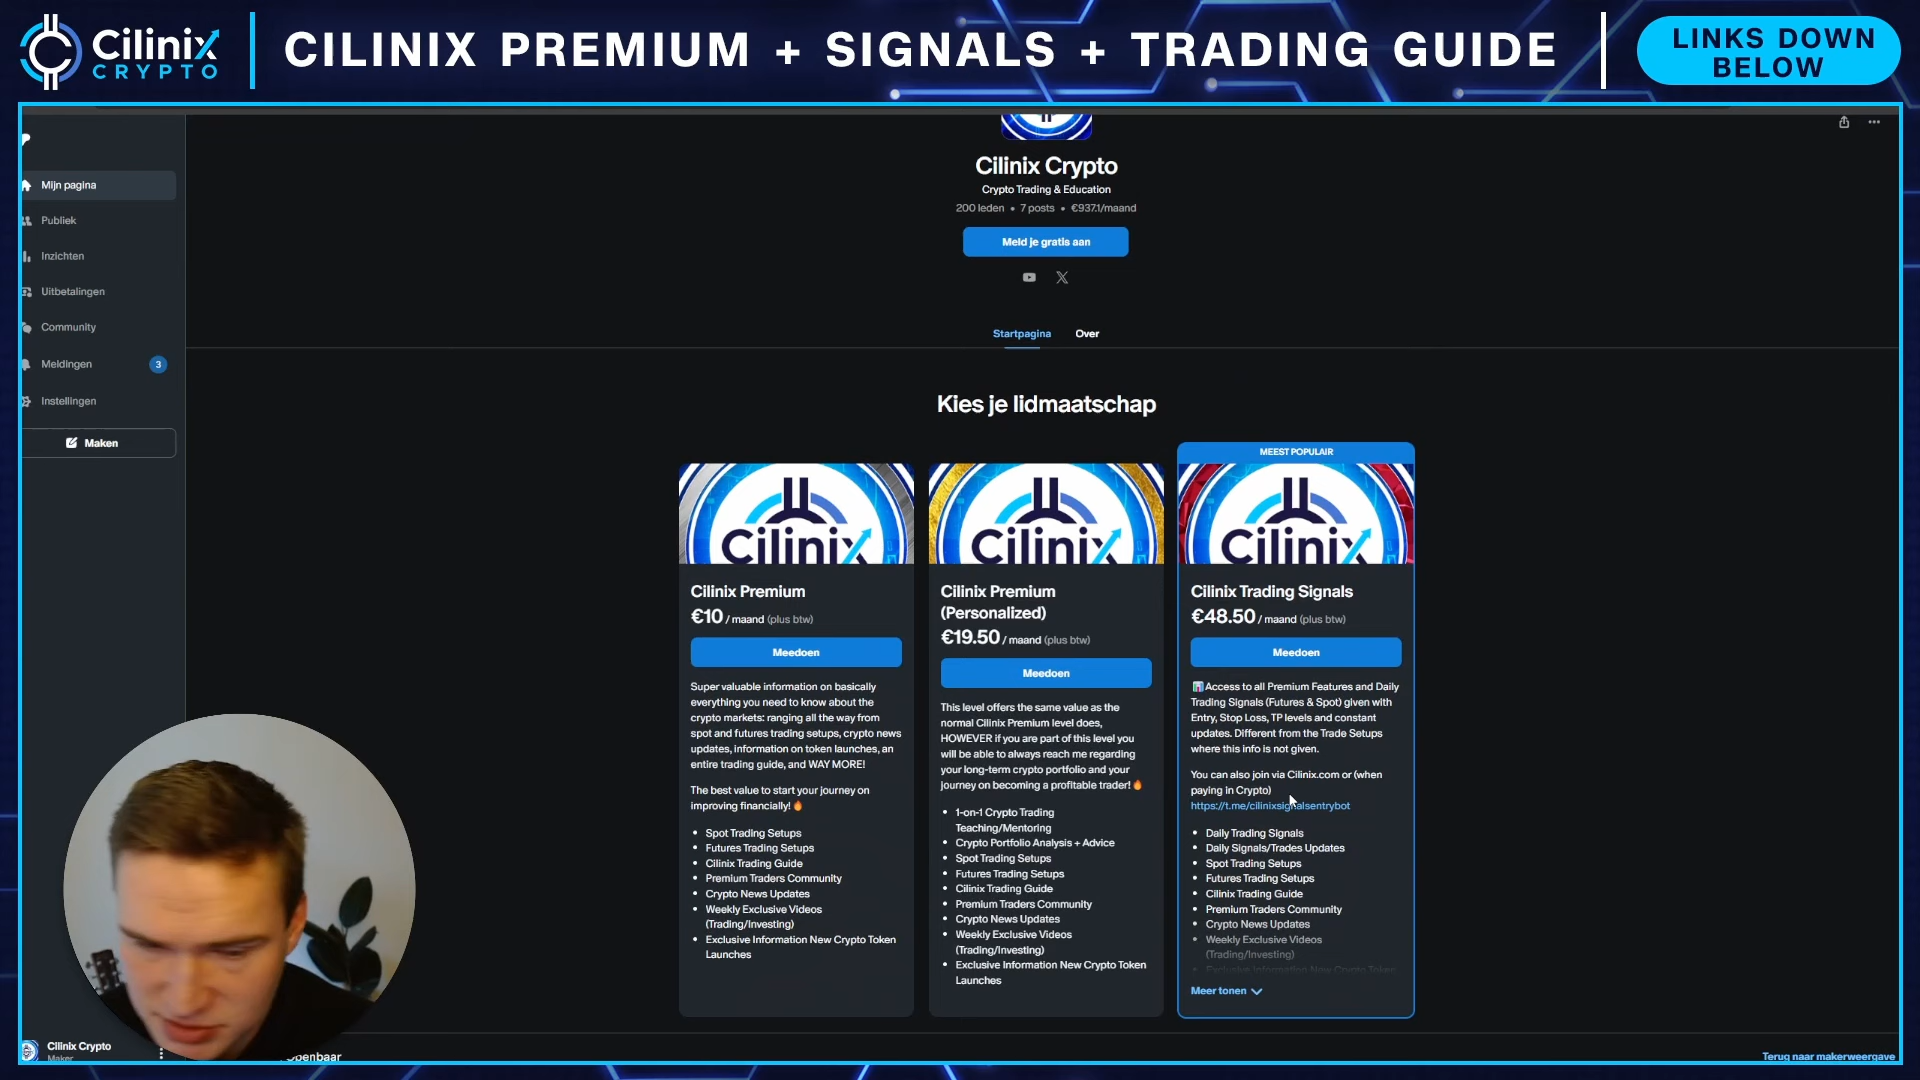 Cilinix
CRYPTO
CILINIX PREMIUM + SIGNALS + TRADING GUIDE
LINKS DOWN
BELOW
Mijn pagina
Publiek
Inzichten
Uitbetalingen
Community
Meldingen
3
Instellingen
Maken
Cilinix Crypto
Crypto Trading & Education
200 leden • 7 posts • €937.1/maand
Meld je gratis aan
Startpagina
Over
Kies je lidmaatschap
Cilinix
Cilinix Premium
€10 / maand (plus btw)
Meedoen
Super valuable information on basically
everything you need to know about the
crypto markets: ranging all the way from
spot and futures trading setups, crypto news
updates, information on token launches, an
entire trading guide, and WAY MORE!
The best value to start your journey on
improving financially!🔥
• Spot Trading Setups
• Futures Trading Setups
• Cilinix Trading Guide
• Premium Traders Community
• Crypto News Updates
• Weekly Exclusive Videos
(Trading/Investing)
• Exclusive Information New Crypto Token
Launches
Cilinix
Cilinix Premium
(Personalized)
€19.50 / maand (plus btw)
Meedoen
This level offers the same value as the
normal Cilinix Premium level does,
HOWEVER if you are part of this level you
will be able to always reach me regarding
your long-term crypto portfolio and your
journey on becoming a profitable trader!🔥
• 1-on-1 Crypto Trading
Teaching/Mentoring
• Crypto Portfolio Analysis + Advice
• Spot Trading Setups
• Futures Trading Setups
• Cilinix Trading Guide
• Premium Traders Community
• Crypto News Updates
• Weekly Exclusive Videos
(Trading/Investing)
• Exclusive Information New Crypto Token
Launches
MEEST POPULAIR
Cilinix
Cilinix Trading Signals
€48.50 / maand (plus btw)
Meedoen
📊Access to all Premium Features and Daily
Trading Signals (Futures & Spot) given with
Entry, Stop Loss, TP levels and constant
updates. Different from the Trade Setups
where this info is not given.
You can also join via Cilinix.com or (when
paying in Crypto)
https://t.me/cilinixsignalsentrybot
• Daily Trading Signals
• Daily Signals/Trades Updates
• Spot Trading Setups
• Futures Trading Setups
• Cilinix Trading Guide
• Premium Traders Community
• Crypto News Updates
• Weekly Exclusive Videos
(Trading/Investing)
• Exclusive Information New Crypto Token
Meer tonen
Cilinix Crypto
Maker
Openbaar
Terug naar makerweergave